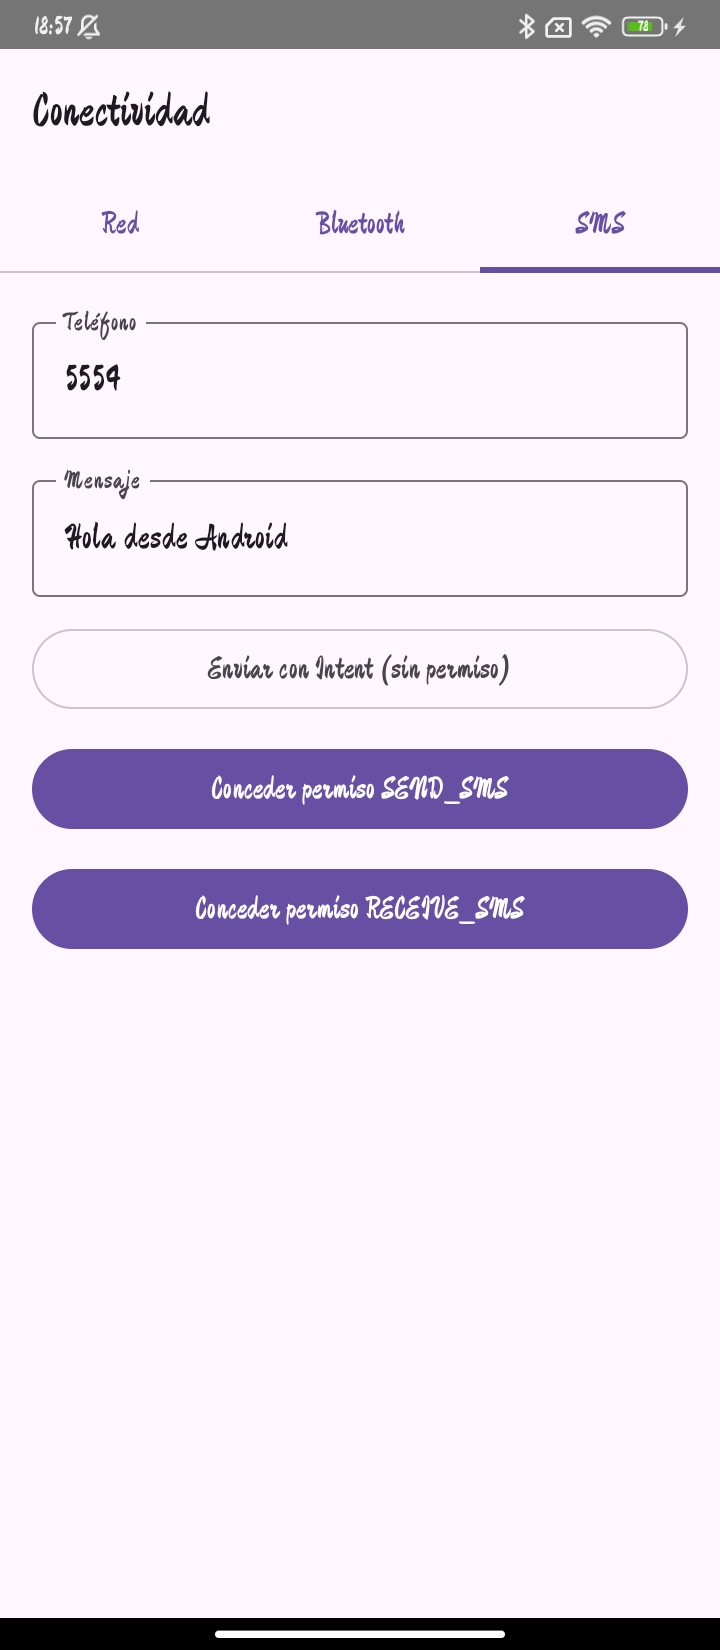 18:57
78
Conectividad
Red Bluetooth SMS
Teléfono
5554
Mensaje
Hola desde Android
Enviar con Intent (sin permiso)
Conceder permiso SEND_SMS
Conceder permiso RECEIVE_SMS